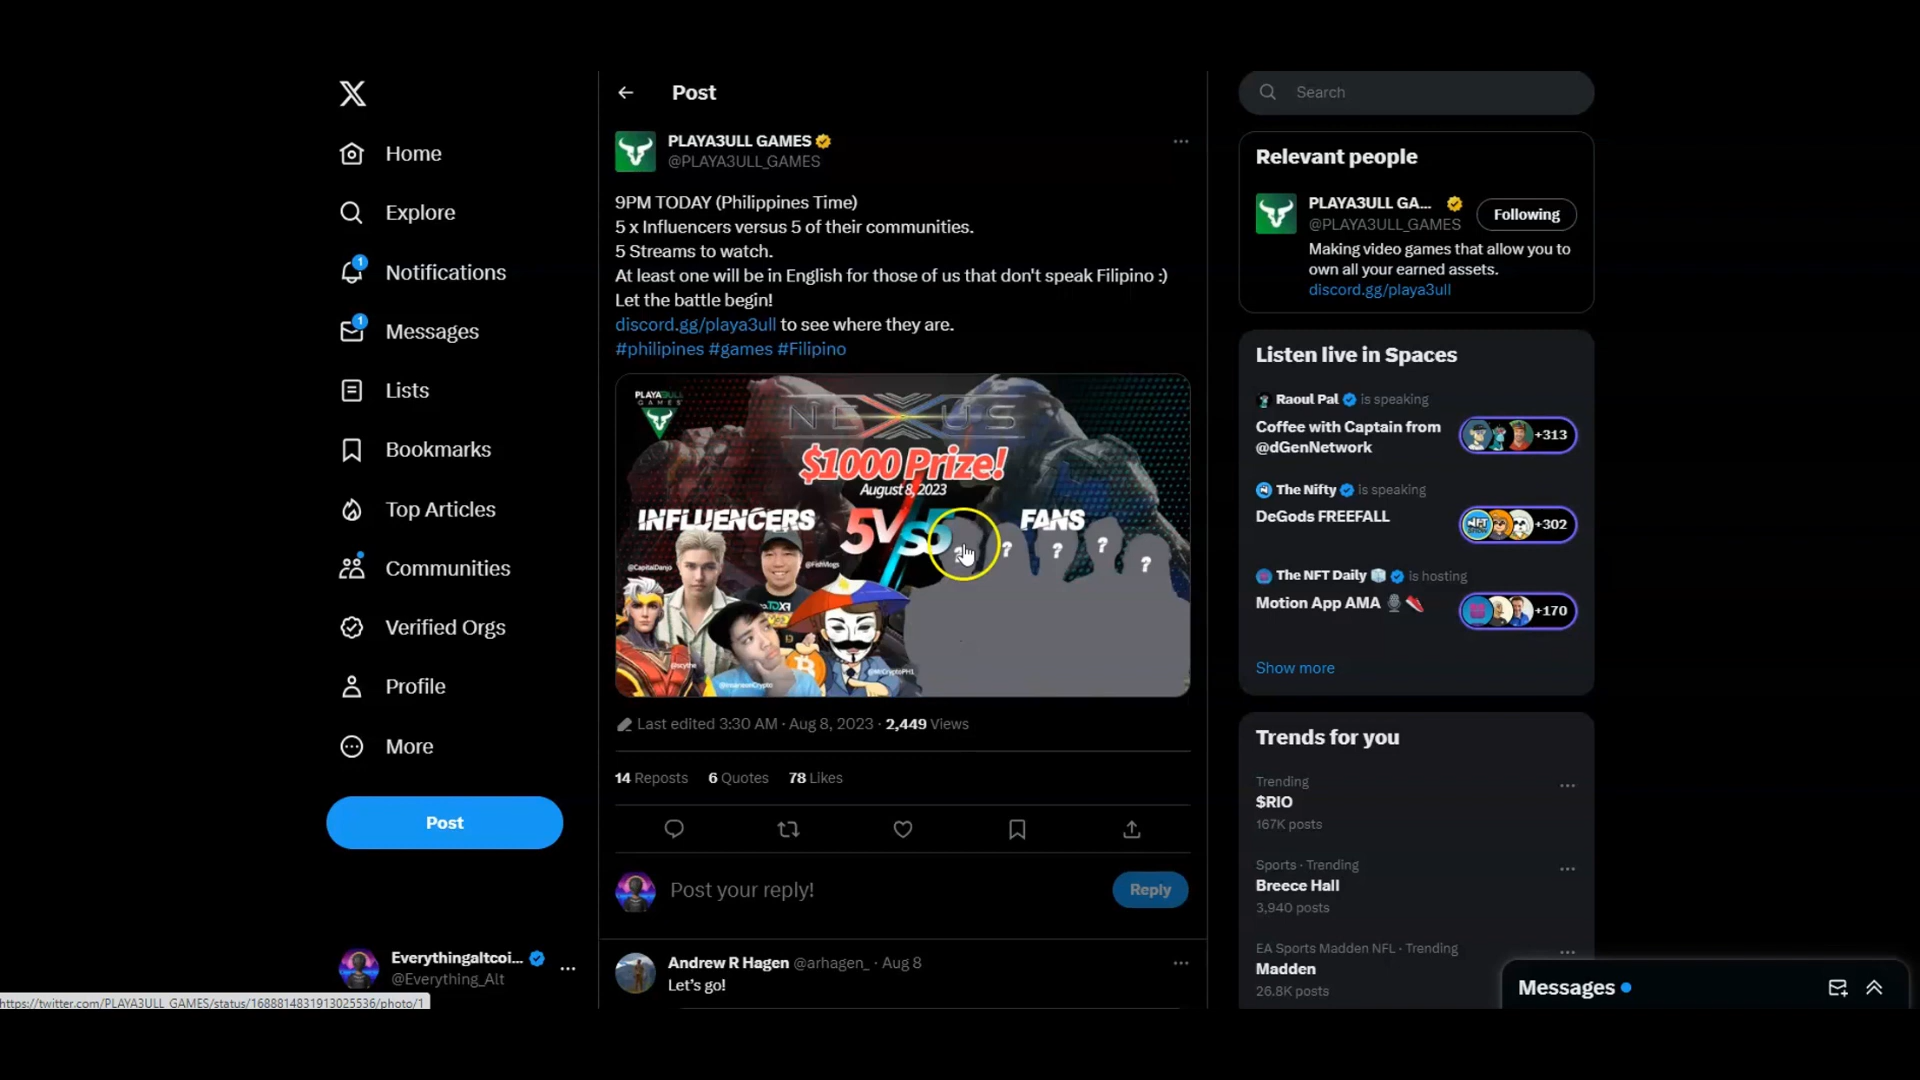 Home
Explore
1
Notifications
1
Messages
Lists
Bookmarks
Top Articles
Communities
Verified Orgs
Profile
More
Post
Everythingaltcoi...
@Everything_Alt
https://twitter.com/PLAYA3ULL_GAMES/status/1688814831913025536/photo/1
Post
PLAYA3ULL GAMES
@PLAYA3ULL_GAMES
9PM TODAY (Philippines Time)
5 x Influencers versus 5 of their communities.
5 Streams to watch.
At least one will be in English for those of us that don't speak Filipino :)
Let the battle begin!
discord.gg/playa3ull to see where they are.
#philipines #games #Filipino
PLAYA3ULL
GAMES
NEXUS
$1000 Prize!
August 8, 2023
INFLUENCERS 5VS5 FANS
@CapitalDanjo
@FishVlogs
? ? ? ?
@scythe
@MrCryptoPH1
Last edited 3:30 AM · Aug 8, 2023 · 2,449 Views
14 Reposts 6 Quotes 78 Likes
Post your reply!
Reply
Andrew R Hagen @arhagen_ · Aug 8
Let's go!
Search
Relevant people
PLAYA3ULL GA...
@PLAYA3ULL_GAMES
Following
Making video games that allow you to
own all your earned assets.
discord.gg/playa3ull
Listen live in Spaces
Raoul Pal is speaking
Coffee with Captain from
@dGenNetwork
+313
The Nifty is speaking
DeGods FREEFALL
+302
The NFT Daily is hosting
Motion App AMA
+170
Show more
Trends for you
Trending
$RIO
167K posts
Sports · Trending
Breece Hall
3,940 posts
EA Sports Madden NFL · Trending
Madden
26.8K posts
Messages